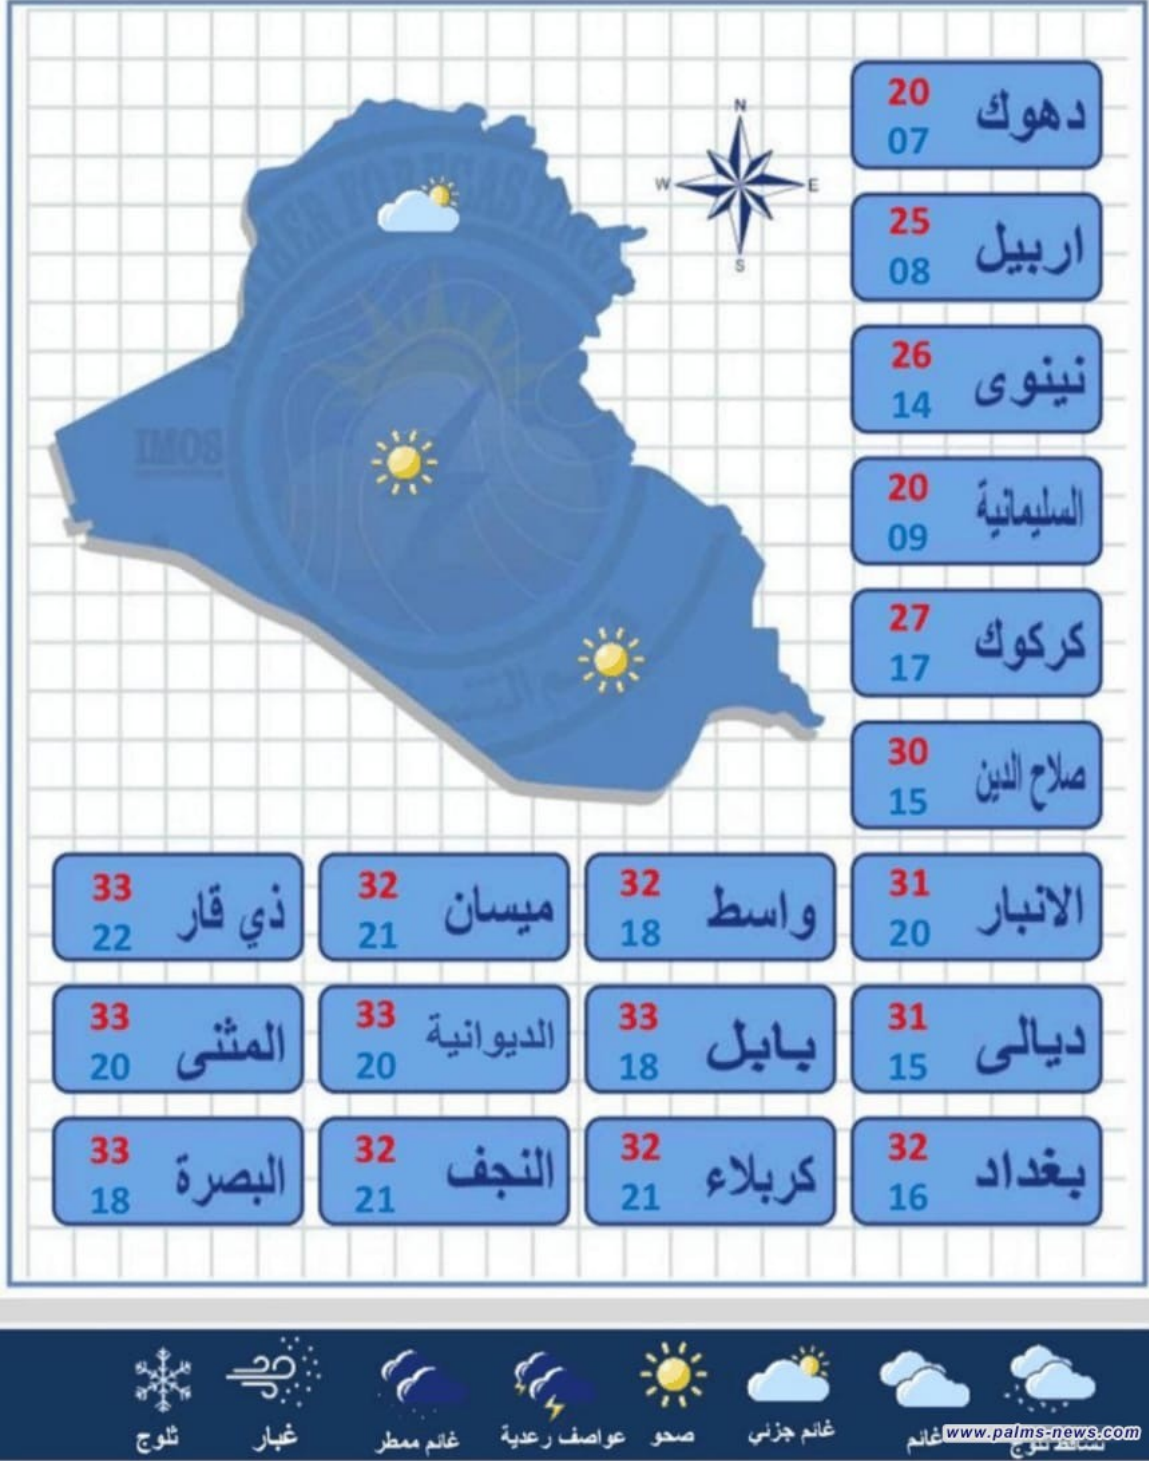 N
W E
S
IMOS
دهوك
20
07
اربيل
25
08
نينوى
26
14
السليمانية
20
09
كركوك
27
17
صلاح الدين
30
15
الانبار
31
20
واسط
32
18
ميسان
32
21
ذي قار
33
22
ديالى
31
15
بابل
33
18
الديوانية
33
20
المثنى
33
20
بغداد
32
16
كربلاء
32
21
النجف
32
21
البصرة
33
18
غائم
غائم جزئي
صحو
عواصف رعدية
غائم ممطر
غبار
ثلوج
www.palms-news.com